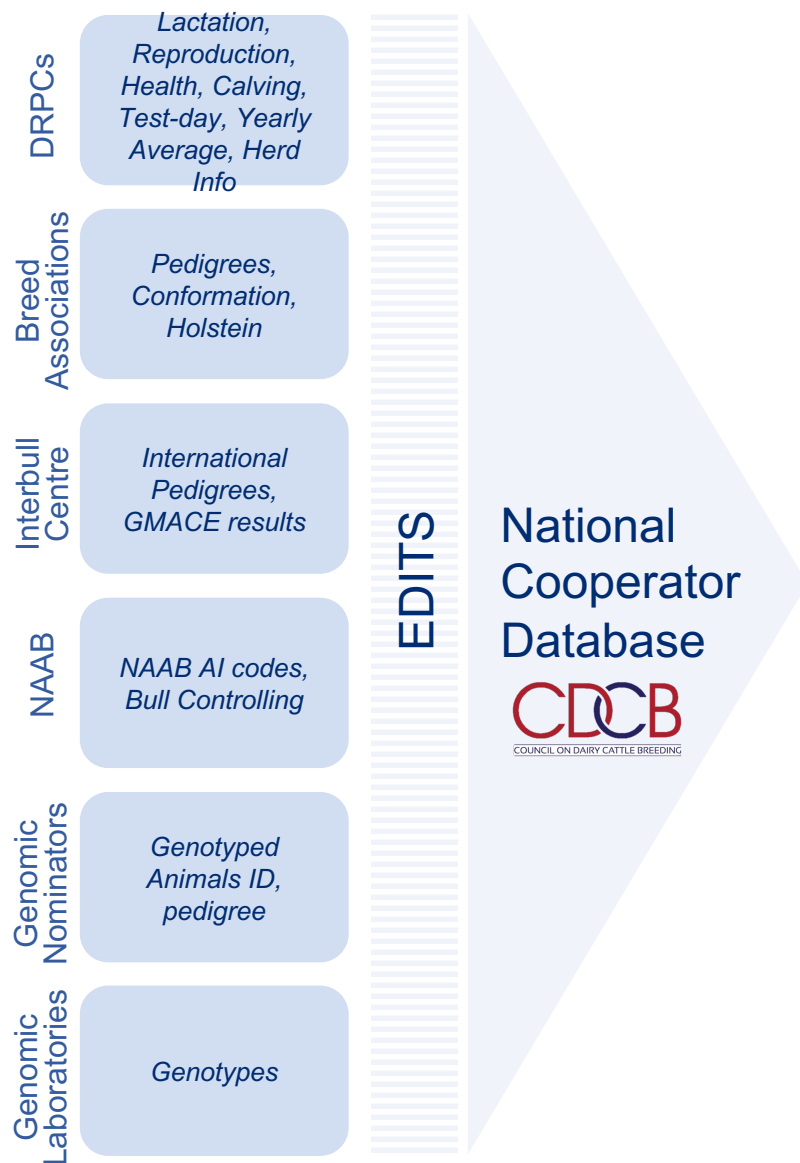 DRPCs
Lactation,
Reproduction,
Health, Calving,
Test-day, Yearly
Average, Herd
Info
Breed
Associations
Pedigrees,
Conformation,
Holstein
Interbull
Centre
International
Pedigrees,
GMACE results
NAAB
NAAB AI codes,
Bull Controlling
Genomic
Nominators
Genotyped
Animals ID,
pedigree
Genomic
Laboratories
Genotypes
EDITS
National
Cooperator
Database
CDCB
COUNCIL ON DAIRY CATTLE BREEDING